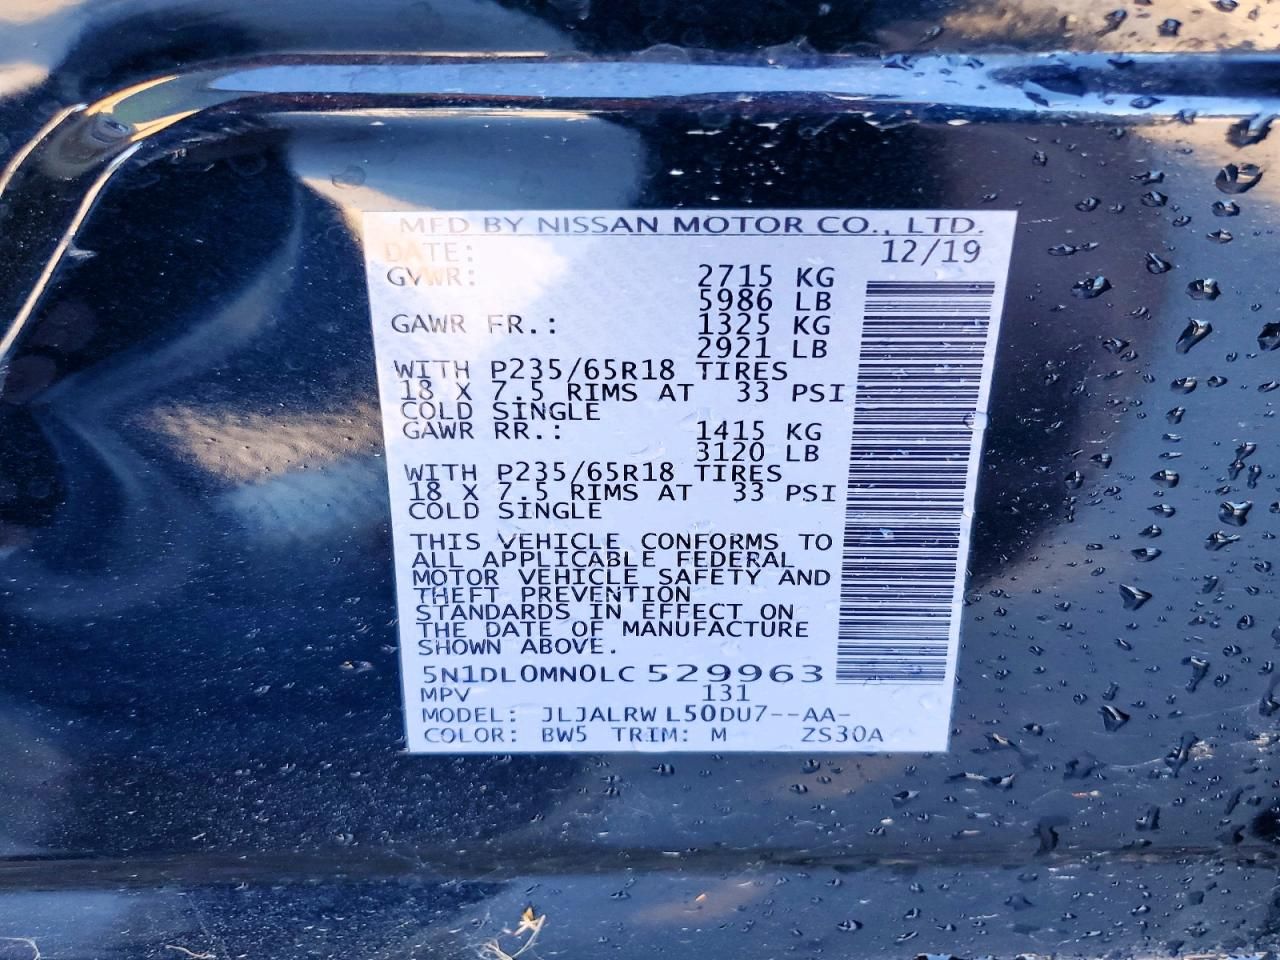 MFD BY NISSAN MOTOR CO., LTD.
DATE: 12/19
GVWR: 2715 KG
5986 LB
GAWR FR.: 1325 KG
2921 LB
WITH P235/65R18 TIRES
18 X 7.5 RIMS AT 33 PSI
COLD SINGLE
GAWR RR.: 1415 KG
3120 LB
WITH P235/65R18 TIRES
18 X 7.5 RIMS AT 33 PSI
COLD SINGLE
THIS VEHICLE CONFORMS TO
ALL APPLICABLE FEDERAL
MOTOR VEHICLE SAFETY AND
THEFT PREVENTION
STANDARDS IN EFFECT ON
THE DATE OF MANUFACTURE
SHOWN ABOVE.
5N1DL0MN0LC529963
MPV 131
MODEL: JLJALRWL50DU7--AA-
COLOR: BW5 TRIM: M ZS30A